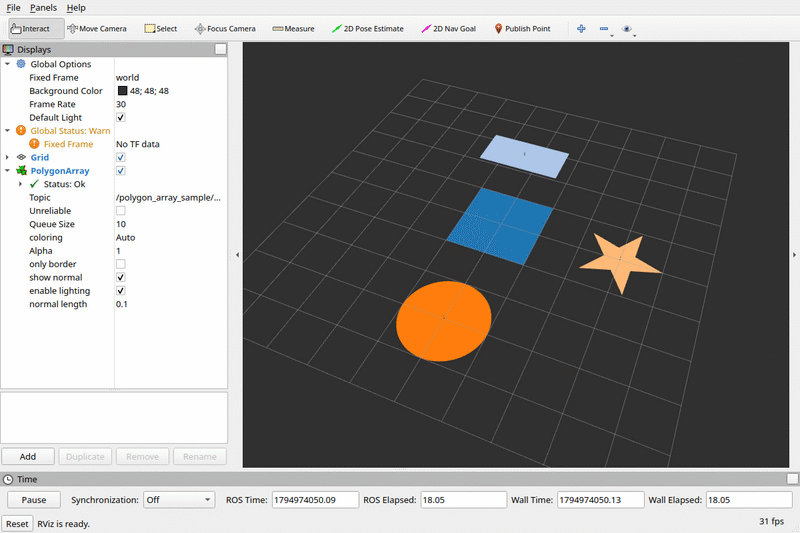 File Panels Help
Interact Move Camera Select Focus Camera Measure 2D Pose Estimate 2D Nav Goal Publish Point
Displays
Global Options
Fixed Frame world
Background Color 48; 48; 48
Frame Rate 30
Default Light
Global Status: Warn
Fixed Frame No TF data
Grid
PolygonArray
Status: Ok
Topic /polygon_array_sample/...
Unreliable
Queue Size 10
coloring Auto
Alpha 1
only border
show normal
enable lighting
normal length 0.1
Add Duplicate Remove Rename
Time
Pause Synchronization: Off ROS Time: 1794974050.09 ROS Elapsed: 18.05 Wall Time: 1794974050.13 Wall Elapsed: 18.05
Reset RViz is ready. 31 fps